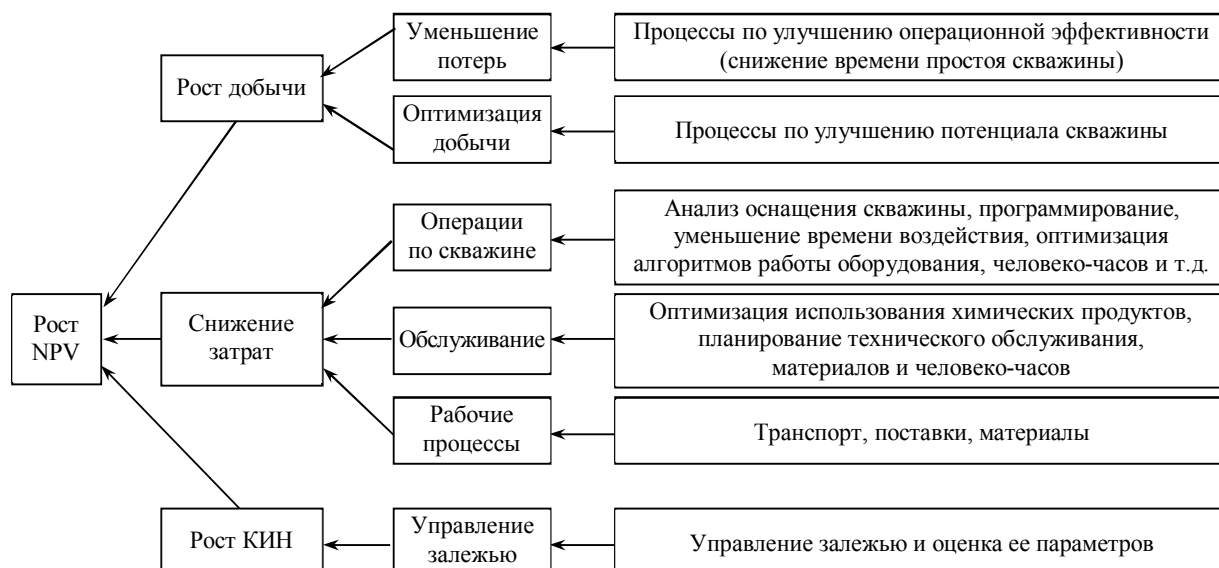 Уменьшение
потерь
Процессы по улучшению операционной эффективности
(снижение времени простоя скважины)
Рост добычи
Оптимизация
добычи
Процессы по улучшению потенциала скважины
Операции
по скважине
Анализ оснащения скважины, программирование,
уменьшение времени воздействия, оптимизация
алгоритмов работы оборудования, человеко-часов и т.д.
Рост
NPV
Снижение
затрат
Обслуживание
Оптимизация использования химических продуктов,
планирование технического обслуживания,
материалов и человеко-часов
Рабочие
процессы
Транспорт, поставки, материалы
Рост КИН
Управление
залежью
Управление залежью и оценка ее параметров